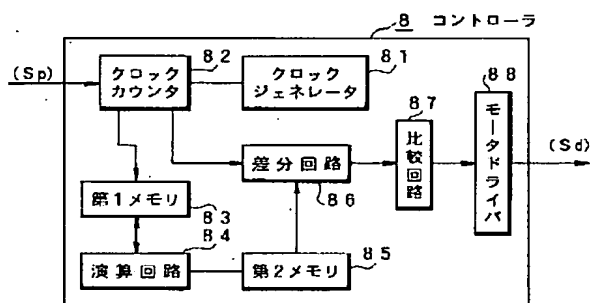 8 コントローラ
(Sp)
82
クロック
カウンタ
81
クロック
ジェネレータ
87
比較回路
88
モータドライバ
(Sd)
差分回路
86
第1メモリ
83
84
演算回路
第2メモリ
85